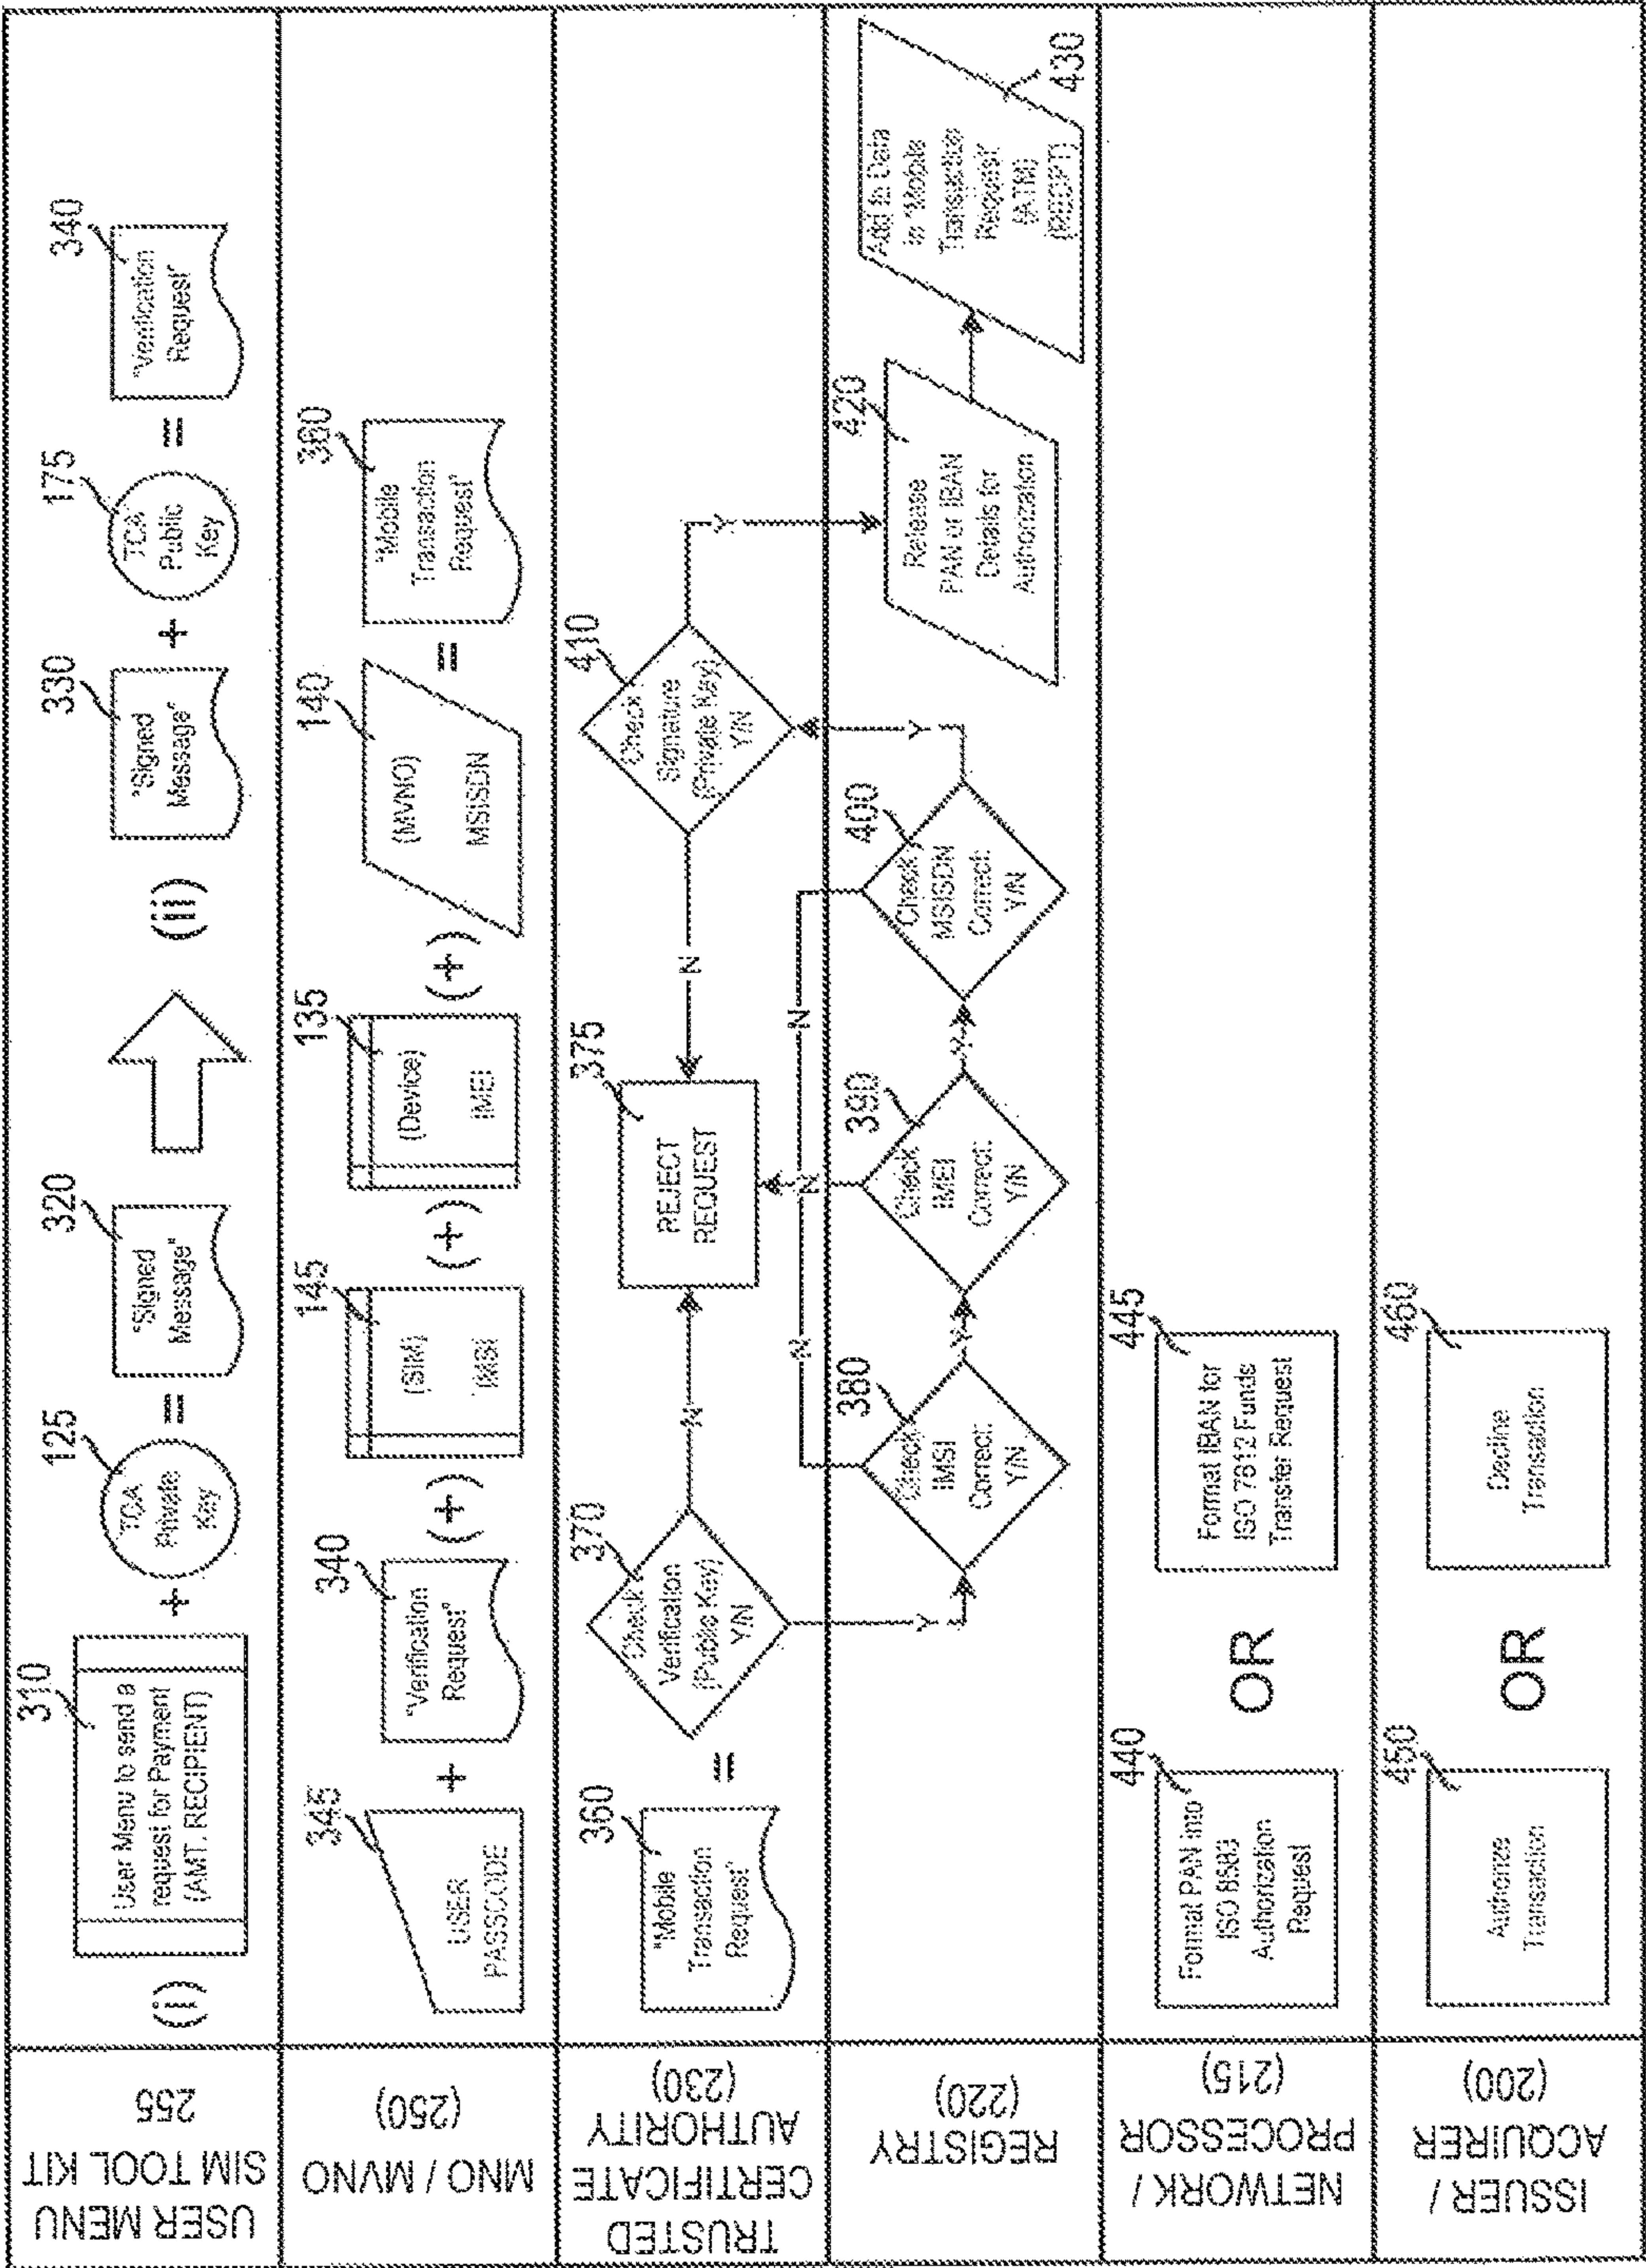 USER MENU
SIM TOOL KIT
255
(i)
310
User Menu to send a
request for Payment
(AMT. RECIPIENT)
+
125
TCA
Private
Key
=
320
"Signed
Message"
(ii)
330
"Signed
Message"
+
175
TCA
Public
Key
=
340
"Verification
Request"
MNO / MVNO
(250)
345
USER
PASSCODE
+
340
"Verification
Request"
(+)
145
(SIM)
IMSI
(+)
135
(Device)
IMEI
(+)
140
(MVNO)
MSISDN
=
360
"Mobile
Transaction
Request"
TRUSTED
CERTIFICATE
AUTHORITY
(230)
360
"Mobile
Transaction
Request"
=
370
Check
Verification
(Public Key)
Y/N
N
Y
375
REJECT
REQUEST
N
410
Check
Signature
(Private Key)
Y/N
Y
REGISTRY
(220)
380
Check
IMSI
Correct
Y/N
N
Y
390
Check
IMEI
Correct
Y/N
N
Y
400
Check
MSISDN
Correct
Y/N
N
Y
420
Release
PAN or IBAN
Details for
Authorization
430
Add Data
in "Mobile
Transaction
Request"
NETWORK /
PROCESSOR
(215)
440
Format PAN into
ISO 8583
Authorization
Request
OR
445
Format IBAN for
ISO 7812 Funds
Transfer Request
ISSUER /
ACQUIRER
(200)
450
Authorize
Transaction
OR
460
Decline
Transaction